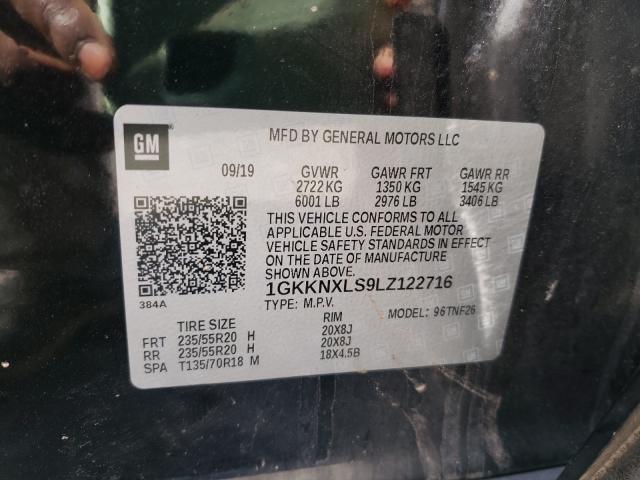 GM ®
MFD BY GENERAL MOTORS LLC
09/19 GVWR GAWR FRT GAWR RR
2722 KG 1350 KG 1545 KG
6001 LB 2976 LB 3406 LB
THIS VEHICLE CONFORMS TO ALL
APPLICABLE U.S. FEDERAL MOTOR
VEHICLE SAFETY STANDARDS IN EFFECT
ON THE DATE OF MANUFACTURE
SHOWN ABOVE.
1GKKNXLS9LZ122716
384A
TYPE: M.P.V. MODEL: 96TNF26
TIRE SIZE RIM
FRT 235/55R20 H 20X8J
RR 235/55R20 H 20X8J
SPA T135/70R18 M 18X4.5B